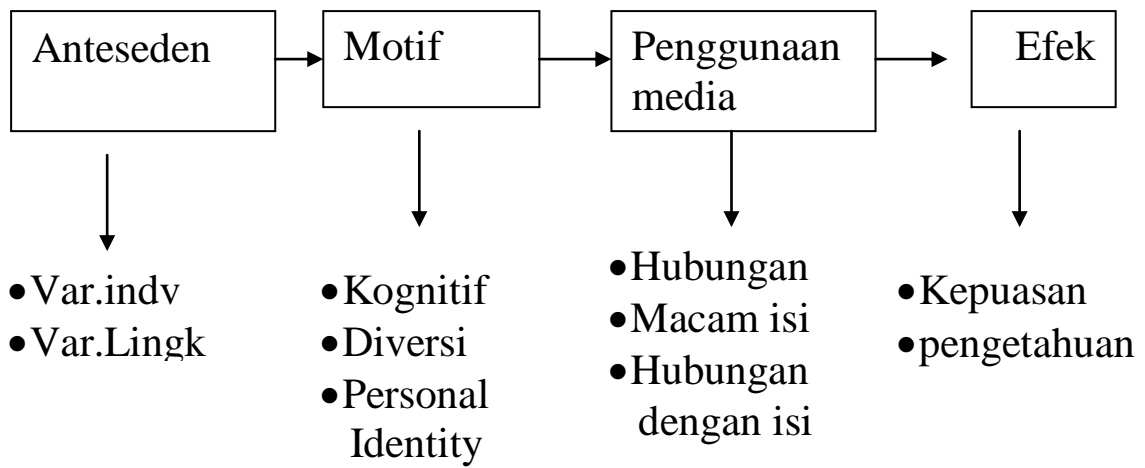 Anteseden
Motif
Penggunaan
media
Efek
•Var.indv
•Var.Lingk
•Kognitif
•Diversi
•Personal
Identity
•Hubungan
•Macam isi
•Hubungan
dengan isi
•Kepuasan
•pengetahuan